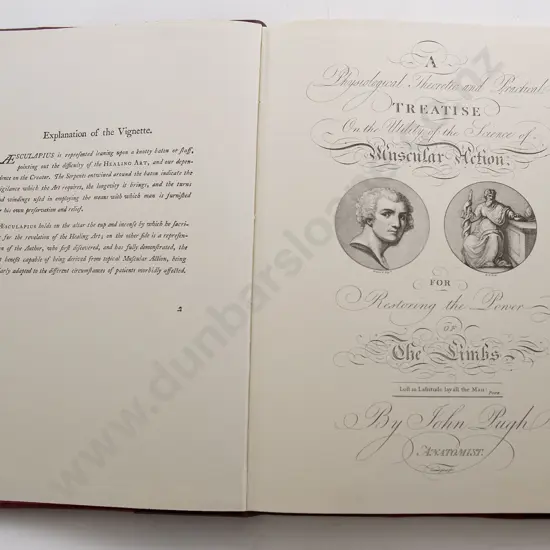 Explanation of the Vignette.
ÆSCULAPIUS is represented leaning upon a knotty baton or staff,
pointing out the difficulty of the HEALING ART, and our depen-
dence on the Creator. The Serpents entwined around the baton indicate the
vigilance which the Art requires, the longevity it brings, and the turns
and windings used in employing the means with which man is furnished
for his own preservation and relief.
ÆSCULAPIUS holds on the altar the cup and incense by which he sacri-
for the revelation of the Healing Art; on the other side is a represen-
of the Author, who first discovered, and has fully demonstrated, the
benefit capable of being derived from topical Muscular Action, being
adapted to the different circumstances of patients morbidly affected.
2
A
Physiological Theoretic and Practical
TREATISE
On the Utility of the Science of
Muscular Action;
FOR
Restoring the Power
OF
The Limbs
By John Pugh
ANATOMIST.
www.dunbarsloane.co.nz